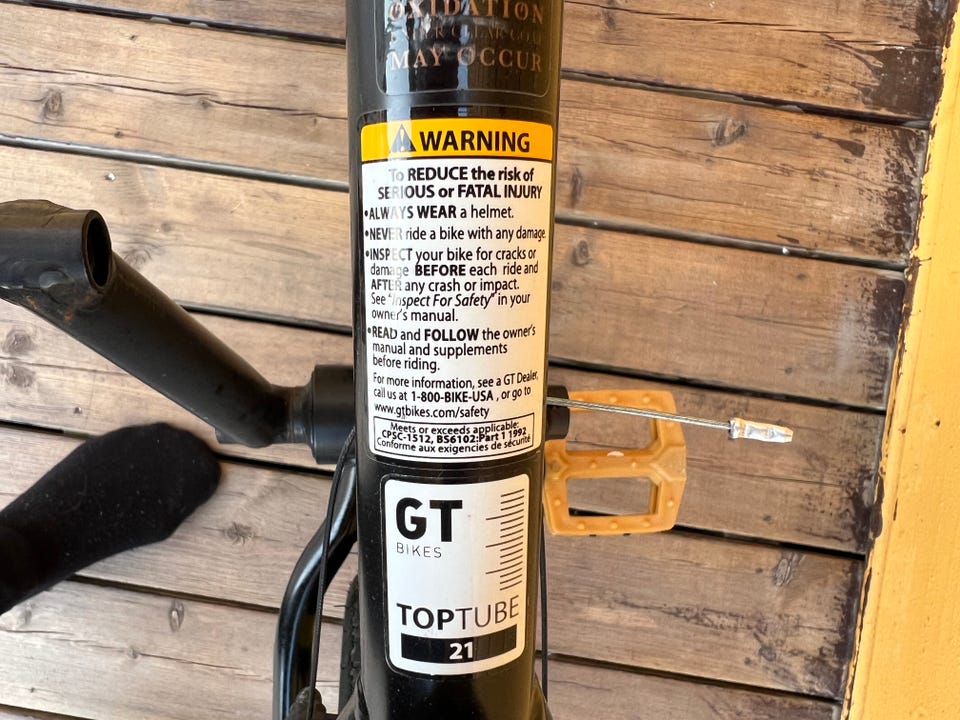 OXIDATION
UNDER CLEAR COAT
MAY OCCUR
WARNING
To REDUCE the risk of
SERIOUS or FATAL INJURY
•ALWAYS WEAR a helmet.
•NEVER ride a bike with any damage.
•INSPECT your bike for cracks or
damage BEFORE each ride and
AFTER any crash or impact.
See "Inspect For Safety" in your
owner's manual.
•READ and FOLLOW the owner's
manual and supplements
before riding.
For more information, see a GT Dealer,
call us at 1-800-BIKE-USA , or go to
www.gtbikes.com/safety
Meets or exceeds applicable:
CPSC-1512, BS6102:Part 1 1992
Conforme aux exigencies de sécurité
GT
BIKES
TOPTUBE
21